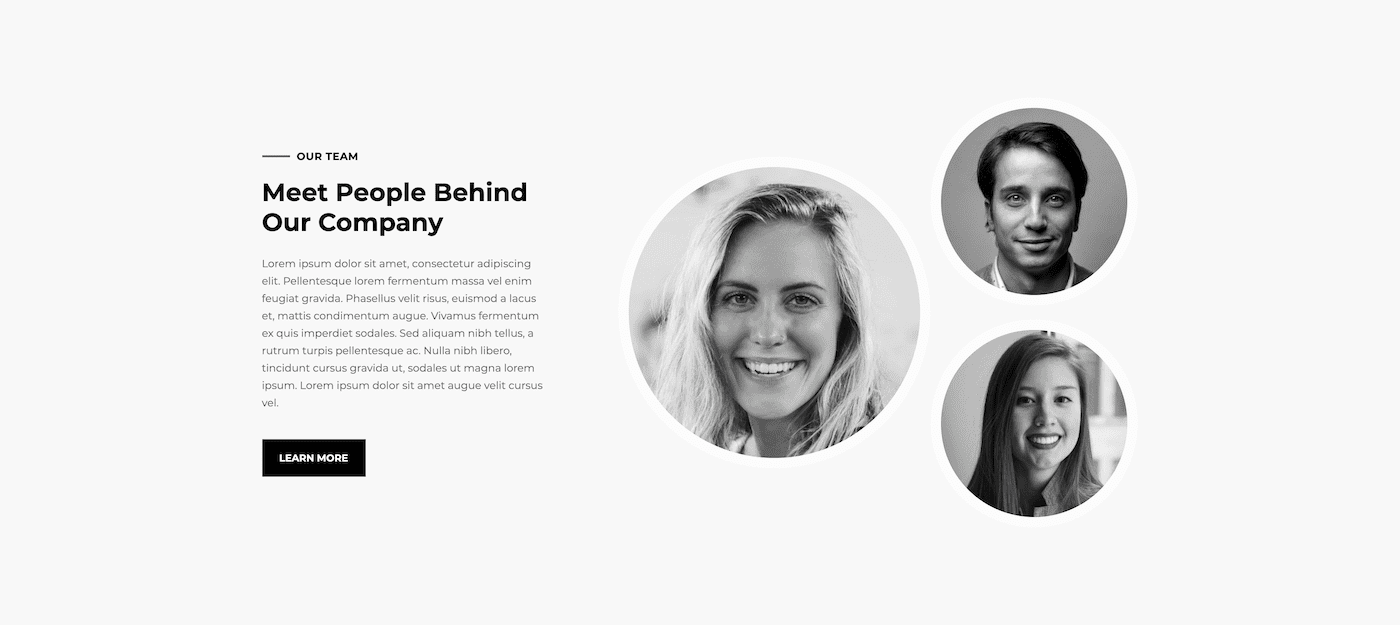 OUR TEAM
Meet People Behind
Our Company
Lorem ipsum dolor sit amet, consectetur adipiscing
elit. Pellentesque lorem fermentum massa vel enim
feugiat gravida. Phasellus velit risus, euismod a lacus
et, mattis condimentum augue. Vivamus fermentum
ex quis imperdiet sodales. Sed aliquam nibh tellus, a
rutrum turpis pellentesque ac. Nulla nibh libero,
tincidunt cursus gravida ut, sodales ut magna lorem
ipsum. Lorem ipsum dolor sit amet augue velit cursus
vel.
LEARN MORE